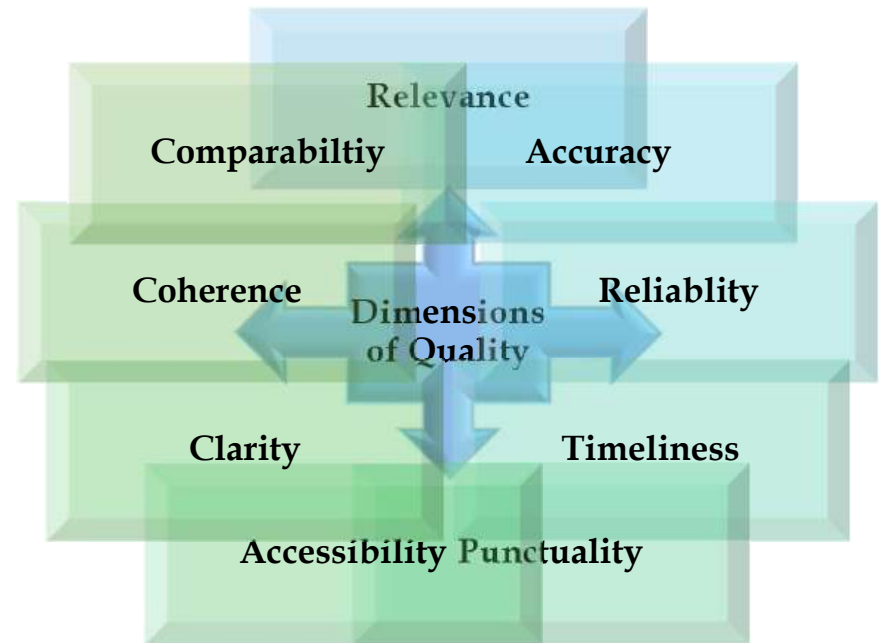 Relevance
Comparabiltiy Accuracy
Coherence Reliablity
Dimensions
of Quality
Clarity Timeliness
Accessibility Punctuality